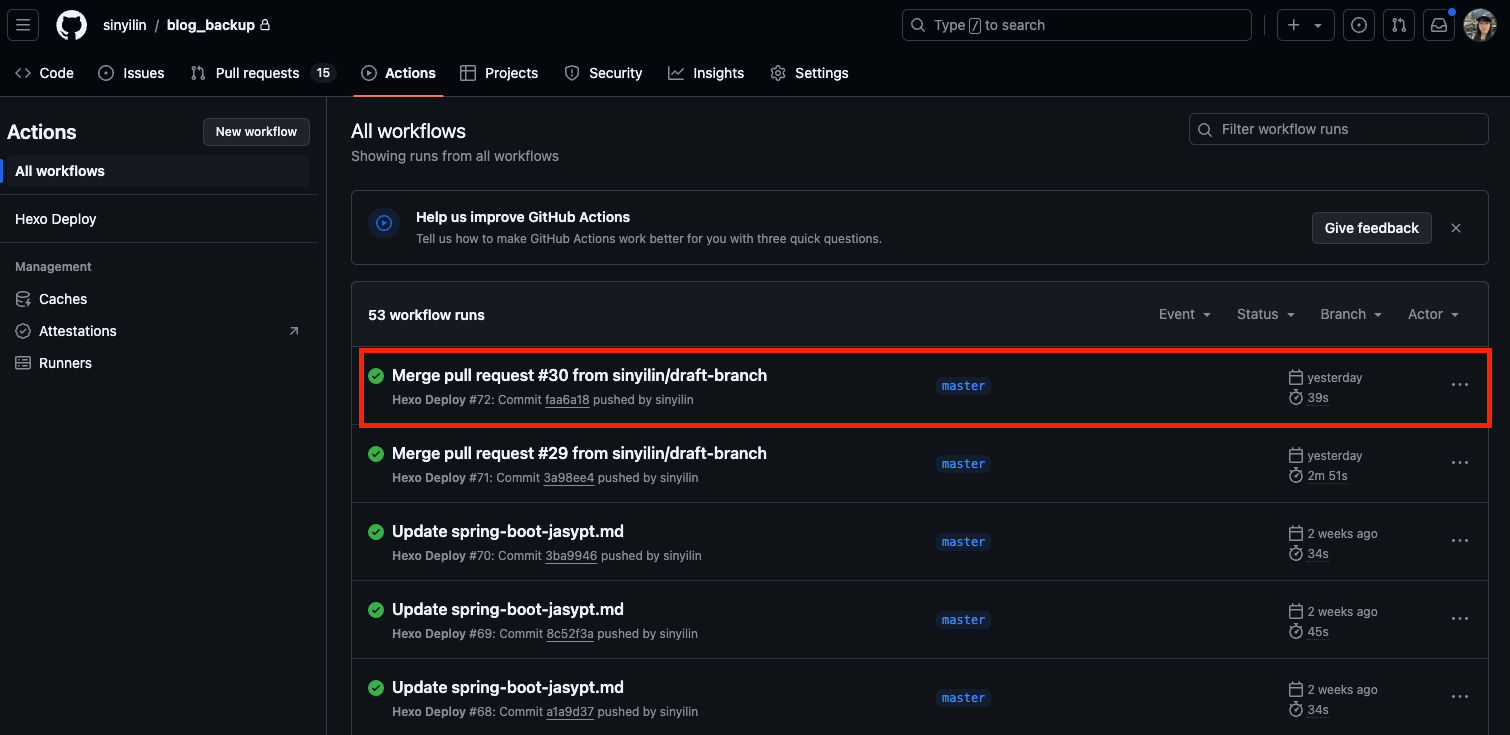 sinyilin / blog_backup
Type / to search
Code
Issues
Pull requests 15
Actions
Projects
Security
Insights
Settings
Actions
New workflow
All workflows
Hexo Deploy
Management
Caches
Attestations
Runners
All workflows
Showing runs from all workflows
Filter workflow runs
Help us improve GitHub Actions
Tell us how to make GitHub Actions work better for you with three quick questions.
Give feedback
53 workflow runs
Event
Status
Branch
Actor
Merge pull request #30 from sinyilin/draft-branch
Hexo Deploy #72: Commit faa6a18 pushed by sinyilin
master
yesterday
39s
Merge pull request #29 from sinyilin/draft-branch
Hexo Deploy #71: Commit 3a98ee4 pushed by sinyilin
master
yesterday
2m 51s
Update spring-boot-jasypt.md
Hexo Deploy #70: Commit 3ba9946 pushed by sinyilin
master
2 weeks ago
34s
Update spring-boot-jasypt.md
Hexo Deploy #69: Commit 8c52f3a pushed by sinyilin
master
2 weeks ago
45s
Update spring-boot-jasypt.md
Hexo Deploy #68: Commit a1a9d37 pushed by sinyilin
master
2 weeks ago
34s